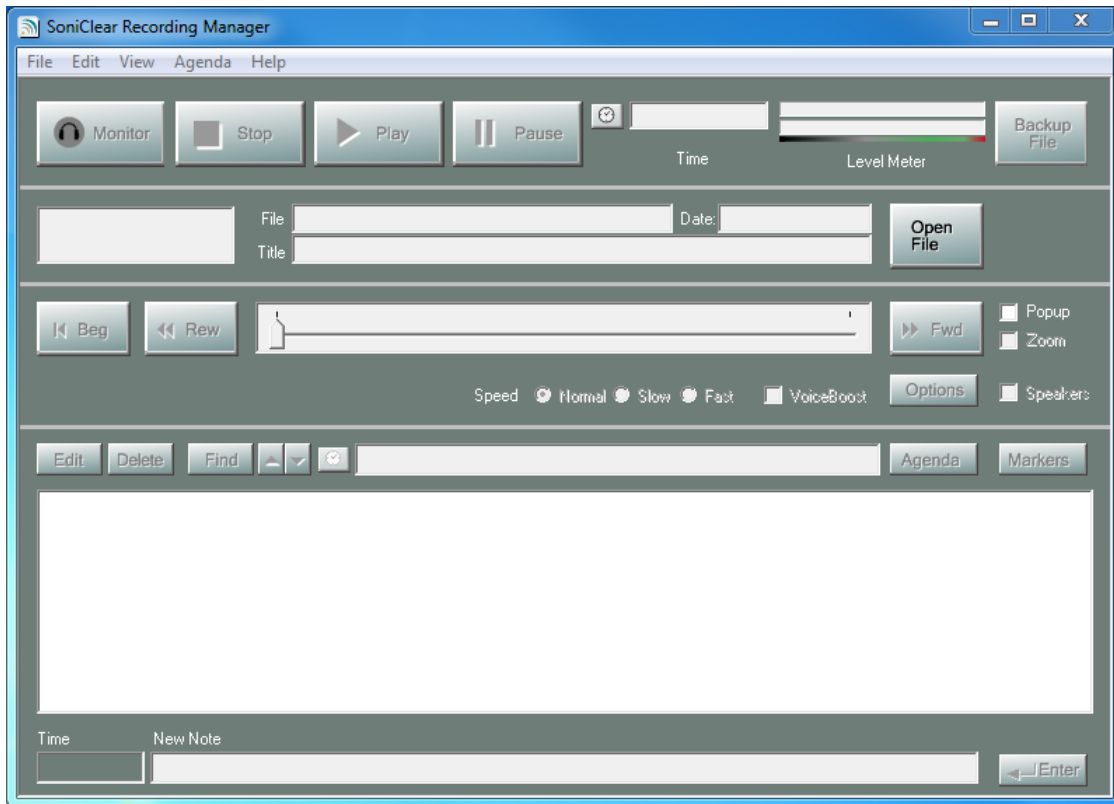 SoniClear Recording Manager
File Edit View Agenda Help
Monitor Stop Play Pause
Time
Level Meter
Backup
File
File
Date:
Title
Open
File
Beg Rew Fwd
Popup
Zoom
Speed Normal Slow Fast VoiceBoost Options Speakers
Edit Delete Find Agenda Markers
Time New Note
Enter